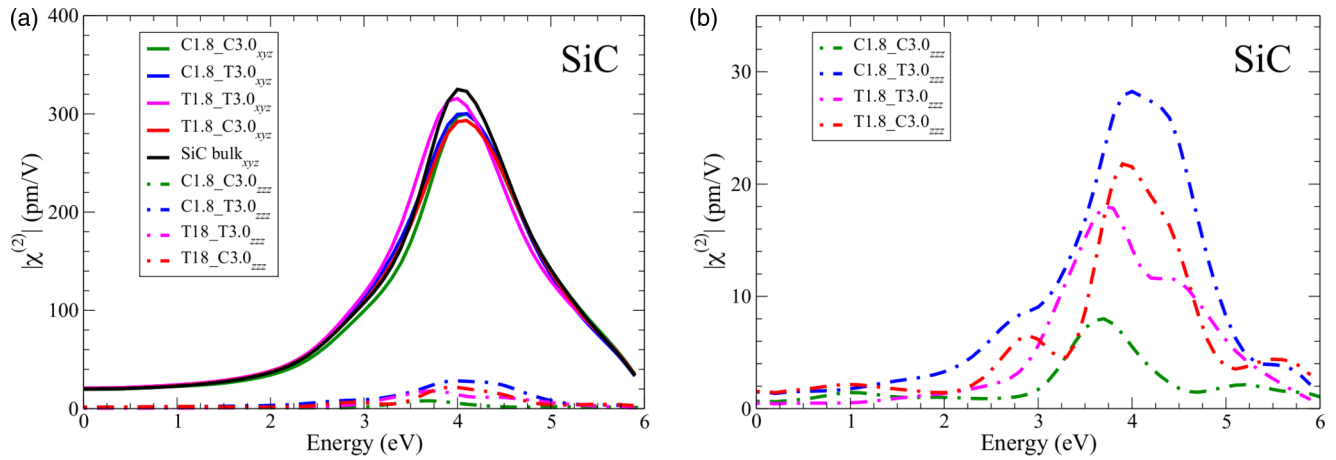 (a)
400
300
200
100
0
|χ(2)| (pm/V)
C1.8_C3.0xyz
C1.8_T3.0xyz
T1.8_T3.0xyz
T1.8_C3.0xyz
SiC bulkxyz
C1.8_C3.0zzz
C1.8_T3.0zzz
T18_T3.0zzz
T18_C3.0zzz
SiC
0 1 2 3 4 5 6
Energy (eV)
(b)
30
20
10
0
|χ(2)| (pm/V)
C1.8_C3.0zzz
C1.8_T3.0zzz
T1.8_T3.0zzz
T1.8_C3.0zzz
SiC
0 1 2 3 4 5 6
Energy (eV)